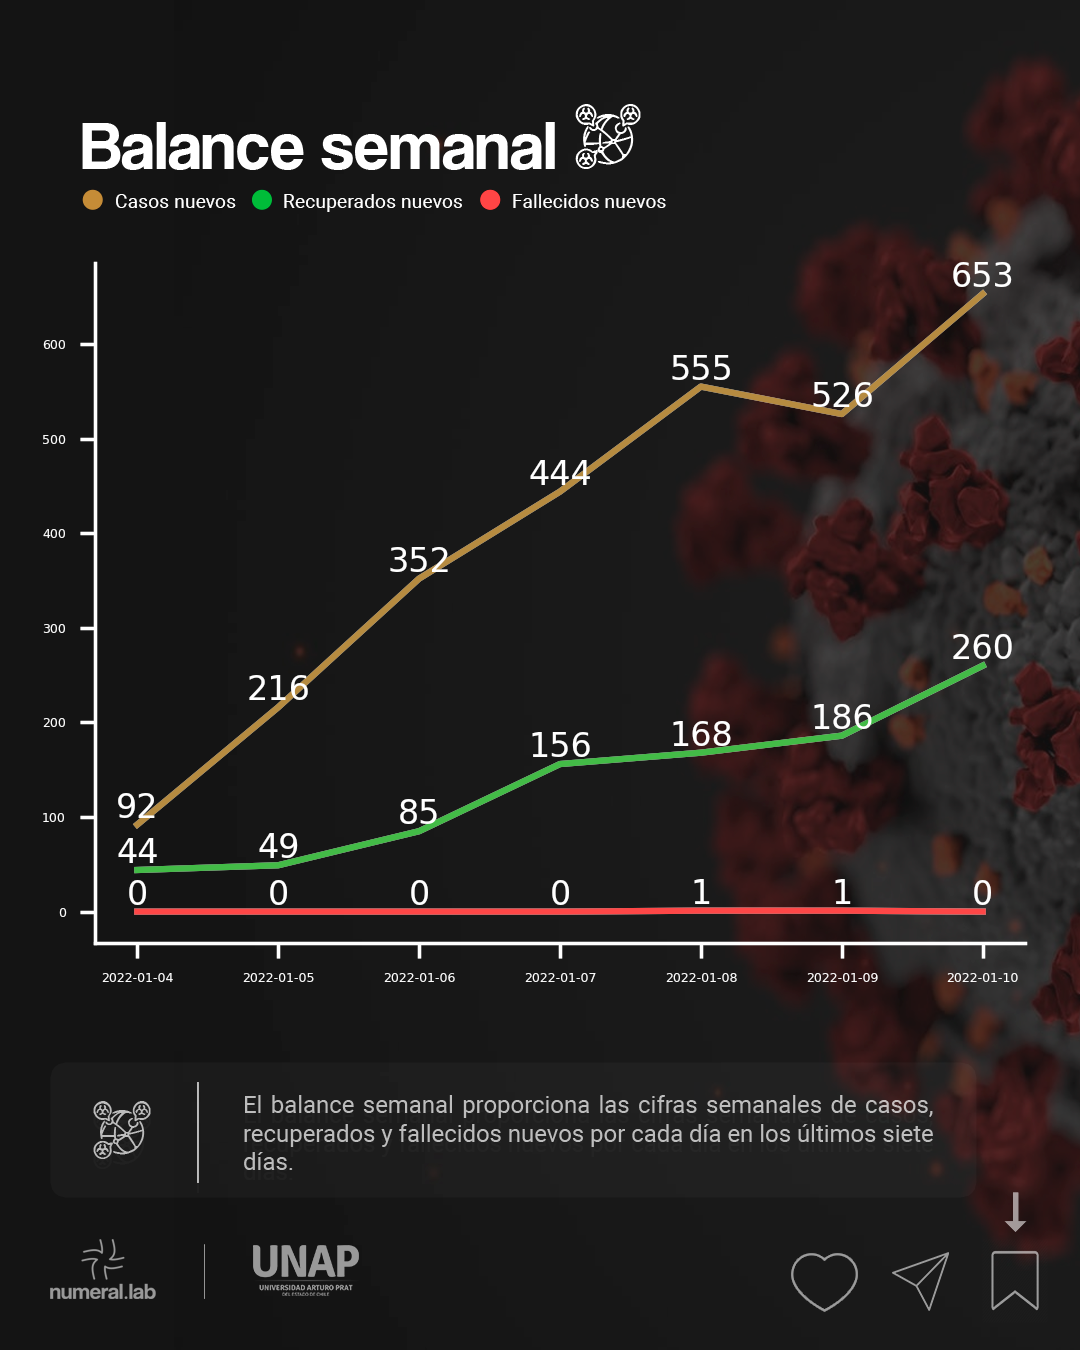 Balance semanal
Casos nuevos Recuperados nuevos Fallecidos nuevos
653
600
555
526
500
444
400
352
300
260
216
200
186
168
156
100
92
85
49
44
0 0 0 0 1 1 0
0
2022-01-04 2022-01-05 2022-01-06 2022-01-07 2022-01-08 2022-01-09 2022-01-10
El balance semanal proporciona las cifras semanales de casos,
recuperados y fallecidos nuevos por cada día en los últimos siete
días.
numeral.lab
UNAP
UNIVERSIDAD ARTURO PRAT
DEL ESTADO DE CHILE